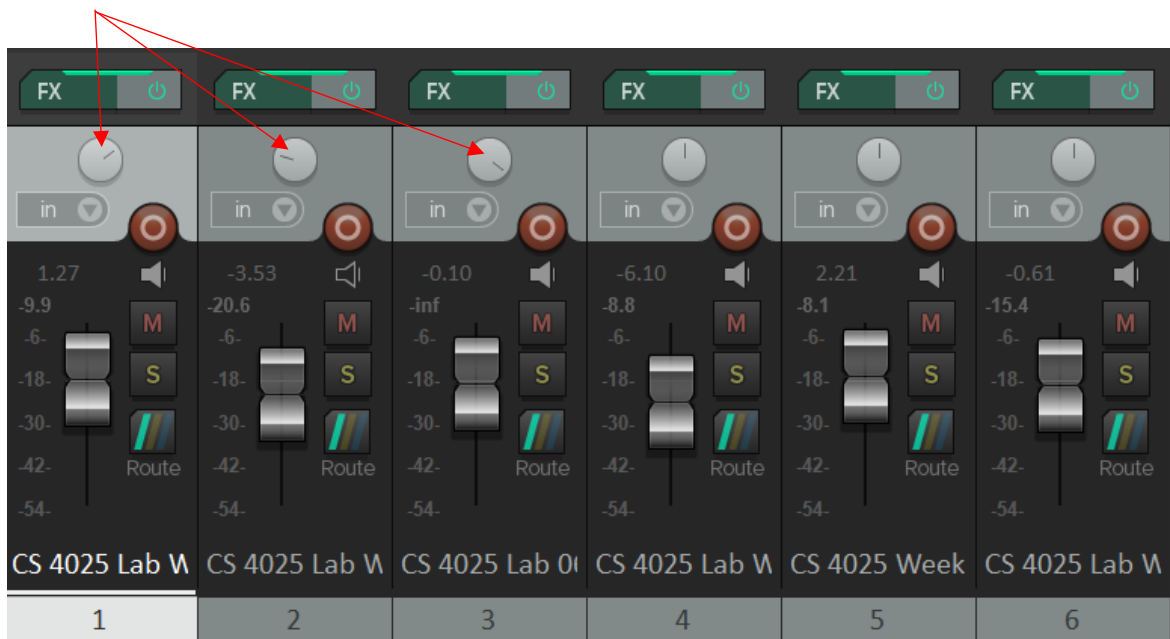 FX FX FX FX FX FX
in in in in in in
1.27 -3.53 -0.10 -6.10 2.21 -0.61
-9.9 -20.6 -inf -8.8 -8.1 -15.4
M M M M M M
-6- -6- -6- -6- -6- -6-
-18- S -18- S -18- S -18- S -18- S -18- S
-30- -30- -30- -30- -30- -30-
-42- Route -42- Route -42- Route -42- Route -42- Route -42- Route
-54- -54- -54- -54- -54- -54-
CS 4025 Lab W CS 4025 Lab W CS 4025 Lab 0 CS 4025 Lab W CS 4025 Week CS 4025 Lab W
1 2 3 4 5 6